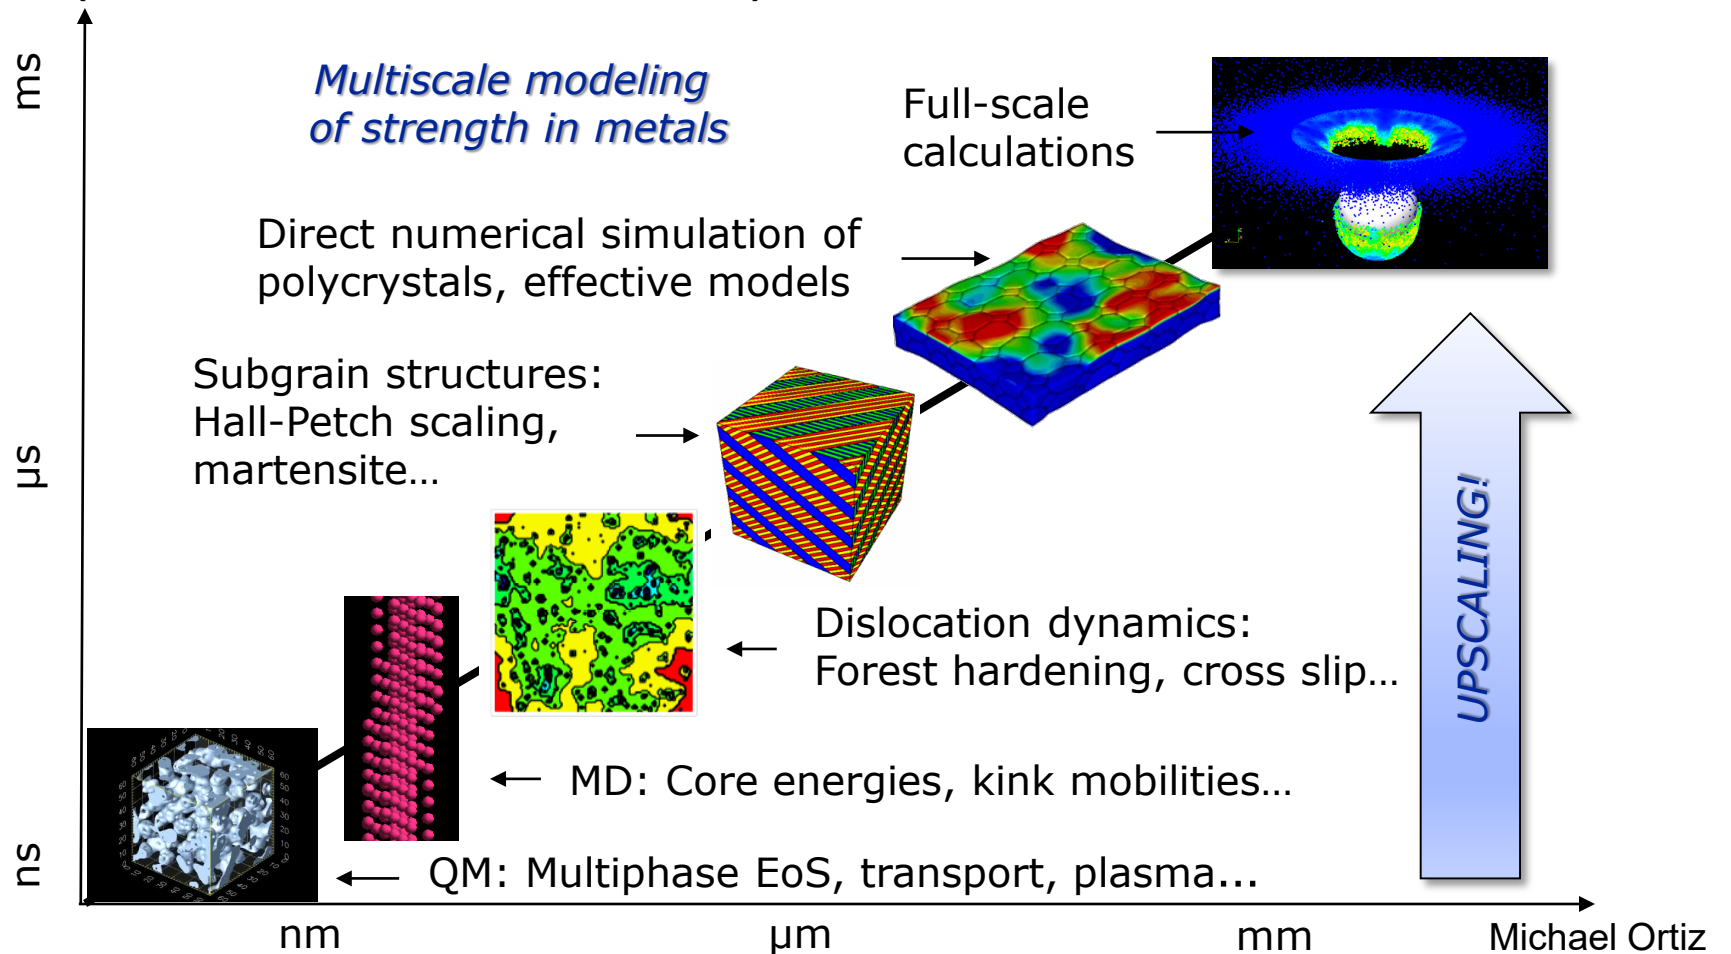 ms
Multiscale modeling
of strength in metals
Full-scale
calculations
Direct numerical simulation of
polycrystals, effective models
Subgrain structures:
Hall-Petch scaling,
martensite…
µs
UPSCALING!
Dislocation dynamics:
Forest hardening, cross slip…
MD: Core energies, kink mobilities…
ns
QM: Multiphase EoS, transport, plasma…
nm
µm
mm
Michael Ortiz